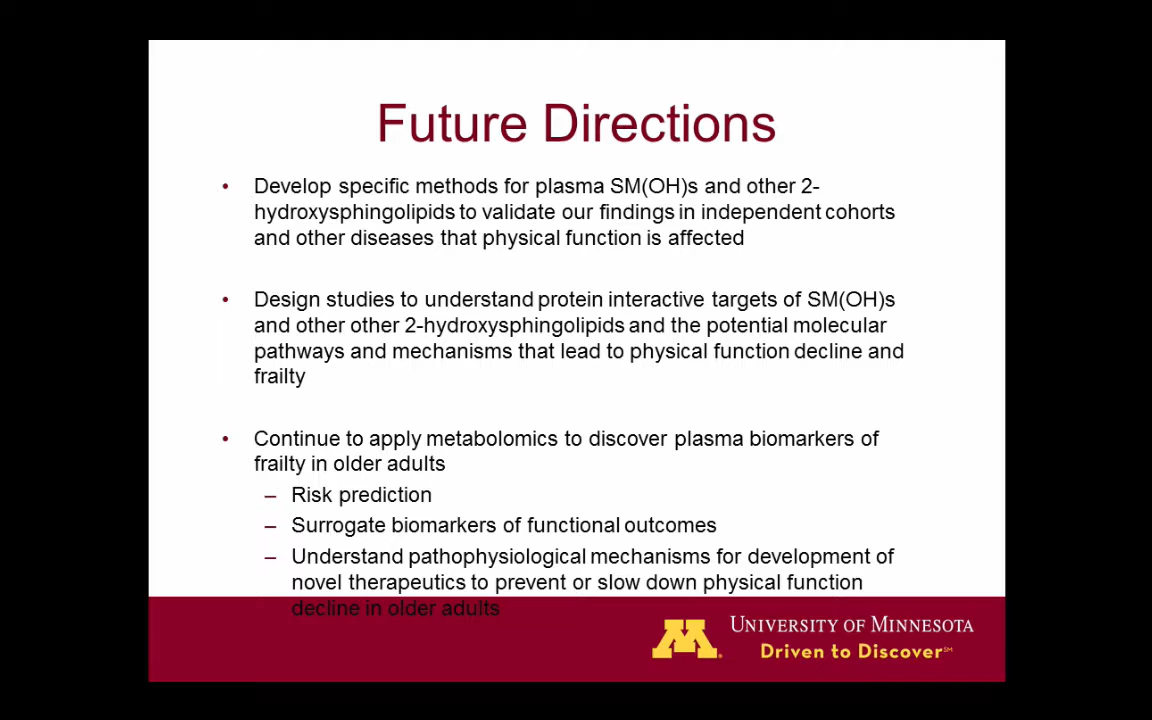 Future Directions
• Develop specific methods for plasma SM(OH)s and other 2-
hydroxysphingolipids to validate our findings in independent cohorts
and other diseases that physical function is affected
• Design studies to understand protein interactive targets of SM(OH)s
and other other 2-hydroxysphingolipids and the potential molecular
pathways and mechanisms that lead to physical function decline and
frailty
• Continue to apply metabolomics to discover plasma biomarkers of
frailty in older adults
– Risk prediction
– Surrogate biomarkers of functional outcomes
– Understand pathophysiological mechanisms for development of
novel therapeutics to prevent or slow down physical function
decline in older adults
M
UNIVERSITY OF MINNESOTA
Driven to Discover℠